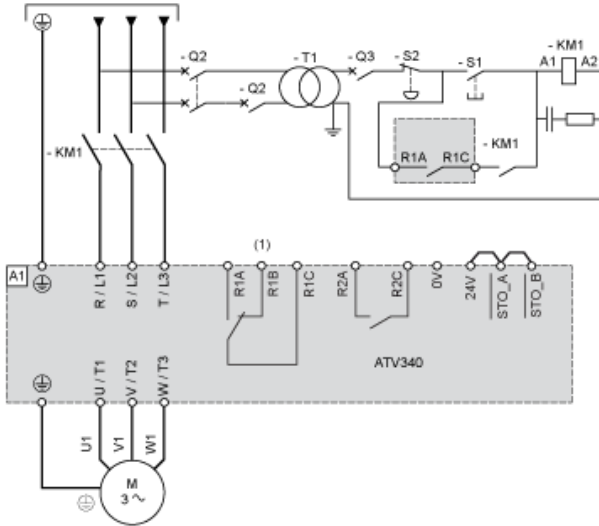 - Q2
- T1
- Q3
- S2
- S1
- KM1
A1
A2
- Q2
- KM1
R1A
R1C
- KM1
(1)
A1
R / L1
S / L2
T / L3
R1A
R1B
R1C
R2A
R2C
0V
24V
STO_A
STO_B
ATV340
U / T1
V / T2
W / T3
U1
V1
W1
M
3 ~